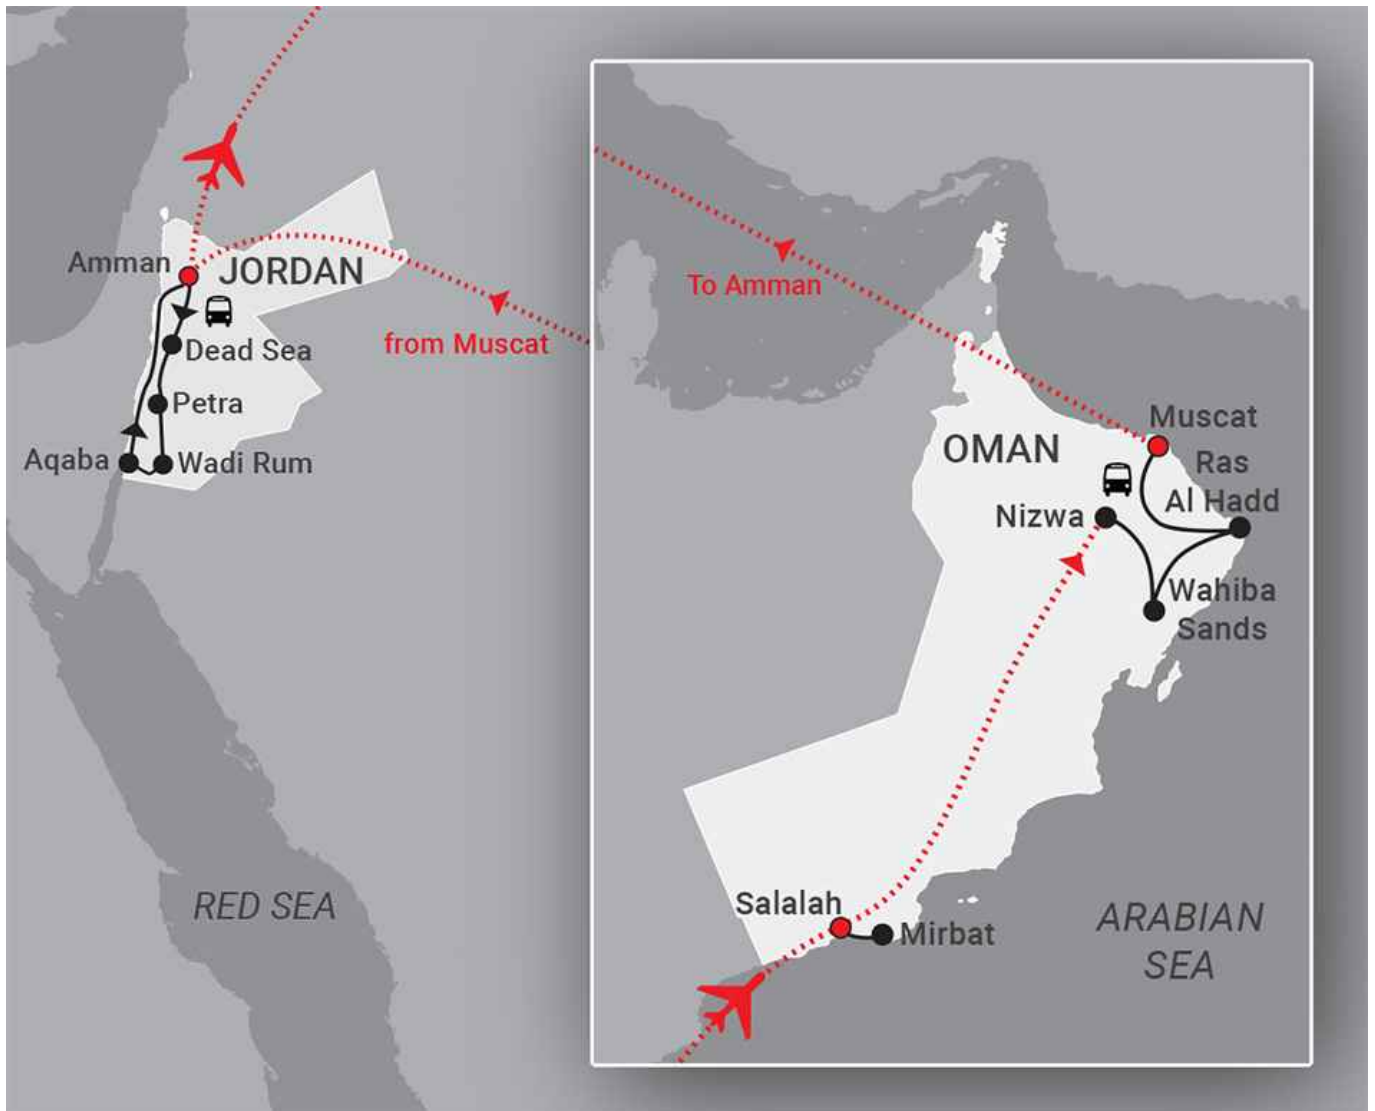 Amman
JORDAN
from Muscat
Dead Sea
Petra
Aqaba
Wadi Rum
RED SEA
To Amman
Muscat
OMAN
Ras
Al Hadd
Nizwa
Wahiba
Sands
Salalah
Mirbat
ARABIAN
SEA